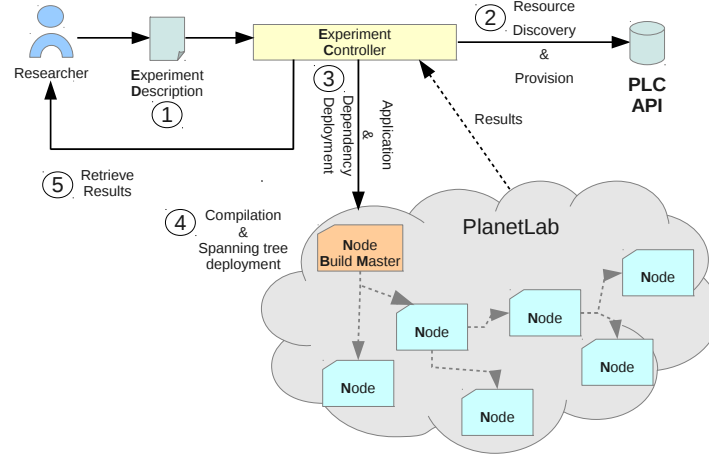 Researcher
Experiment
Description
1
Experiment
Controller
2
Resource
Discovery
&
Provision
PLC
API
3
Application
&
Dependency
Deployment
Results
5
Retrieve
Results
4
Compilation
&
Spanning tree
deployment
PlanetLab
Node
Build Master
Node
Node
Node
Node
Node
Node